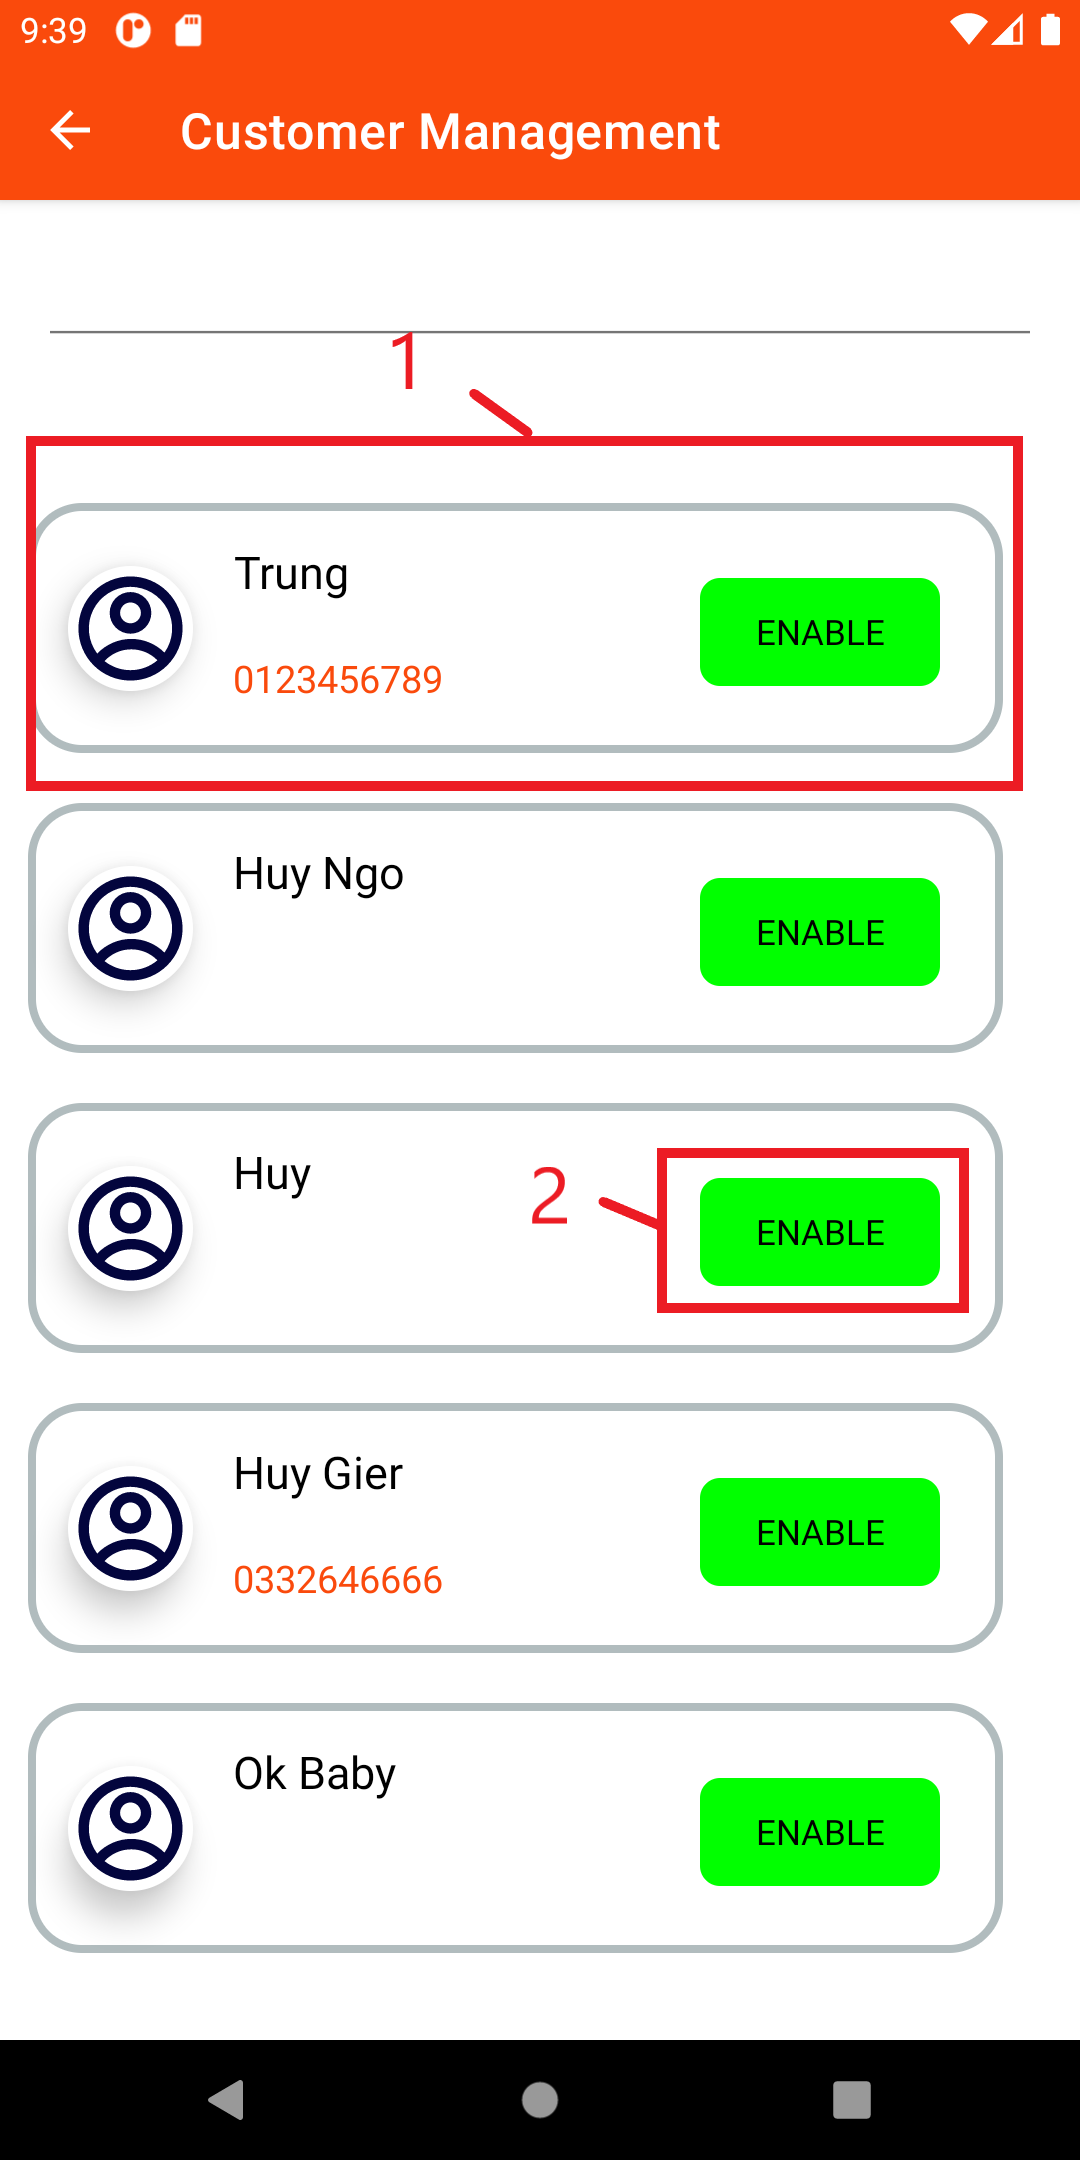 9:39
Customer Management
1
Trung
ENABLE
0123456789
Huy Ngo
ENABLE
Huy
2
ENABLE
Huy Gier
ENABLE
0332646666
Ok Baby
ENABLE